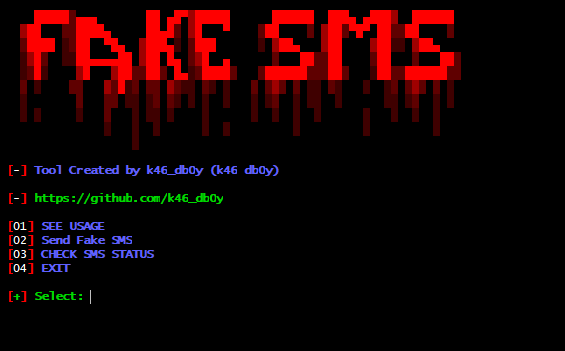 FAKE SMS
[-] Tool Created by k46_db0y (k46 db0y)
[-] https://github.com/k46_db0y
[01] SEE USAGE
[02] Send Fake SMS
[03] CHECK SMS STATUS
[04] EXIT
[+] Select: